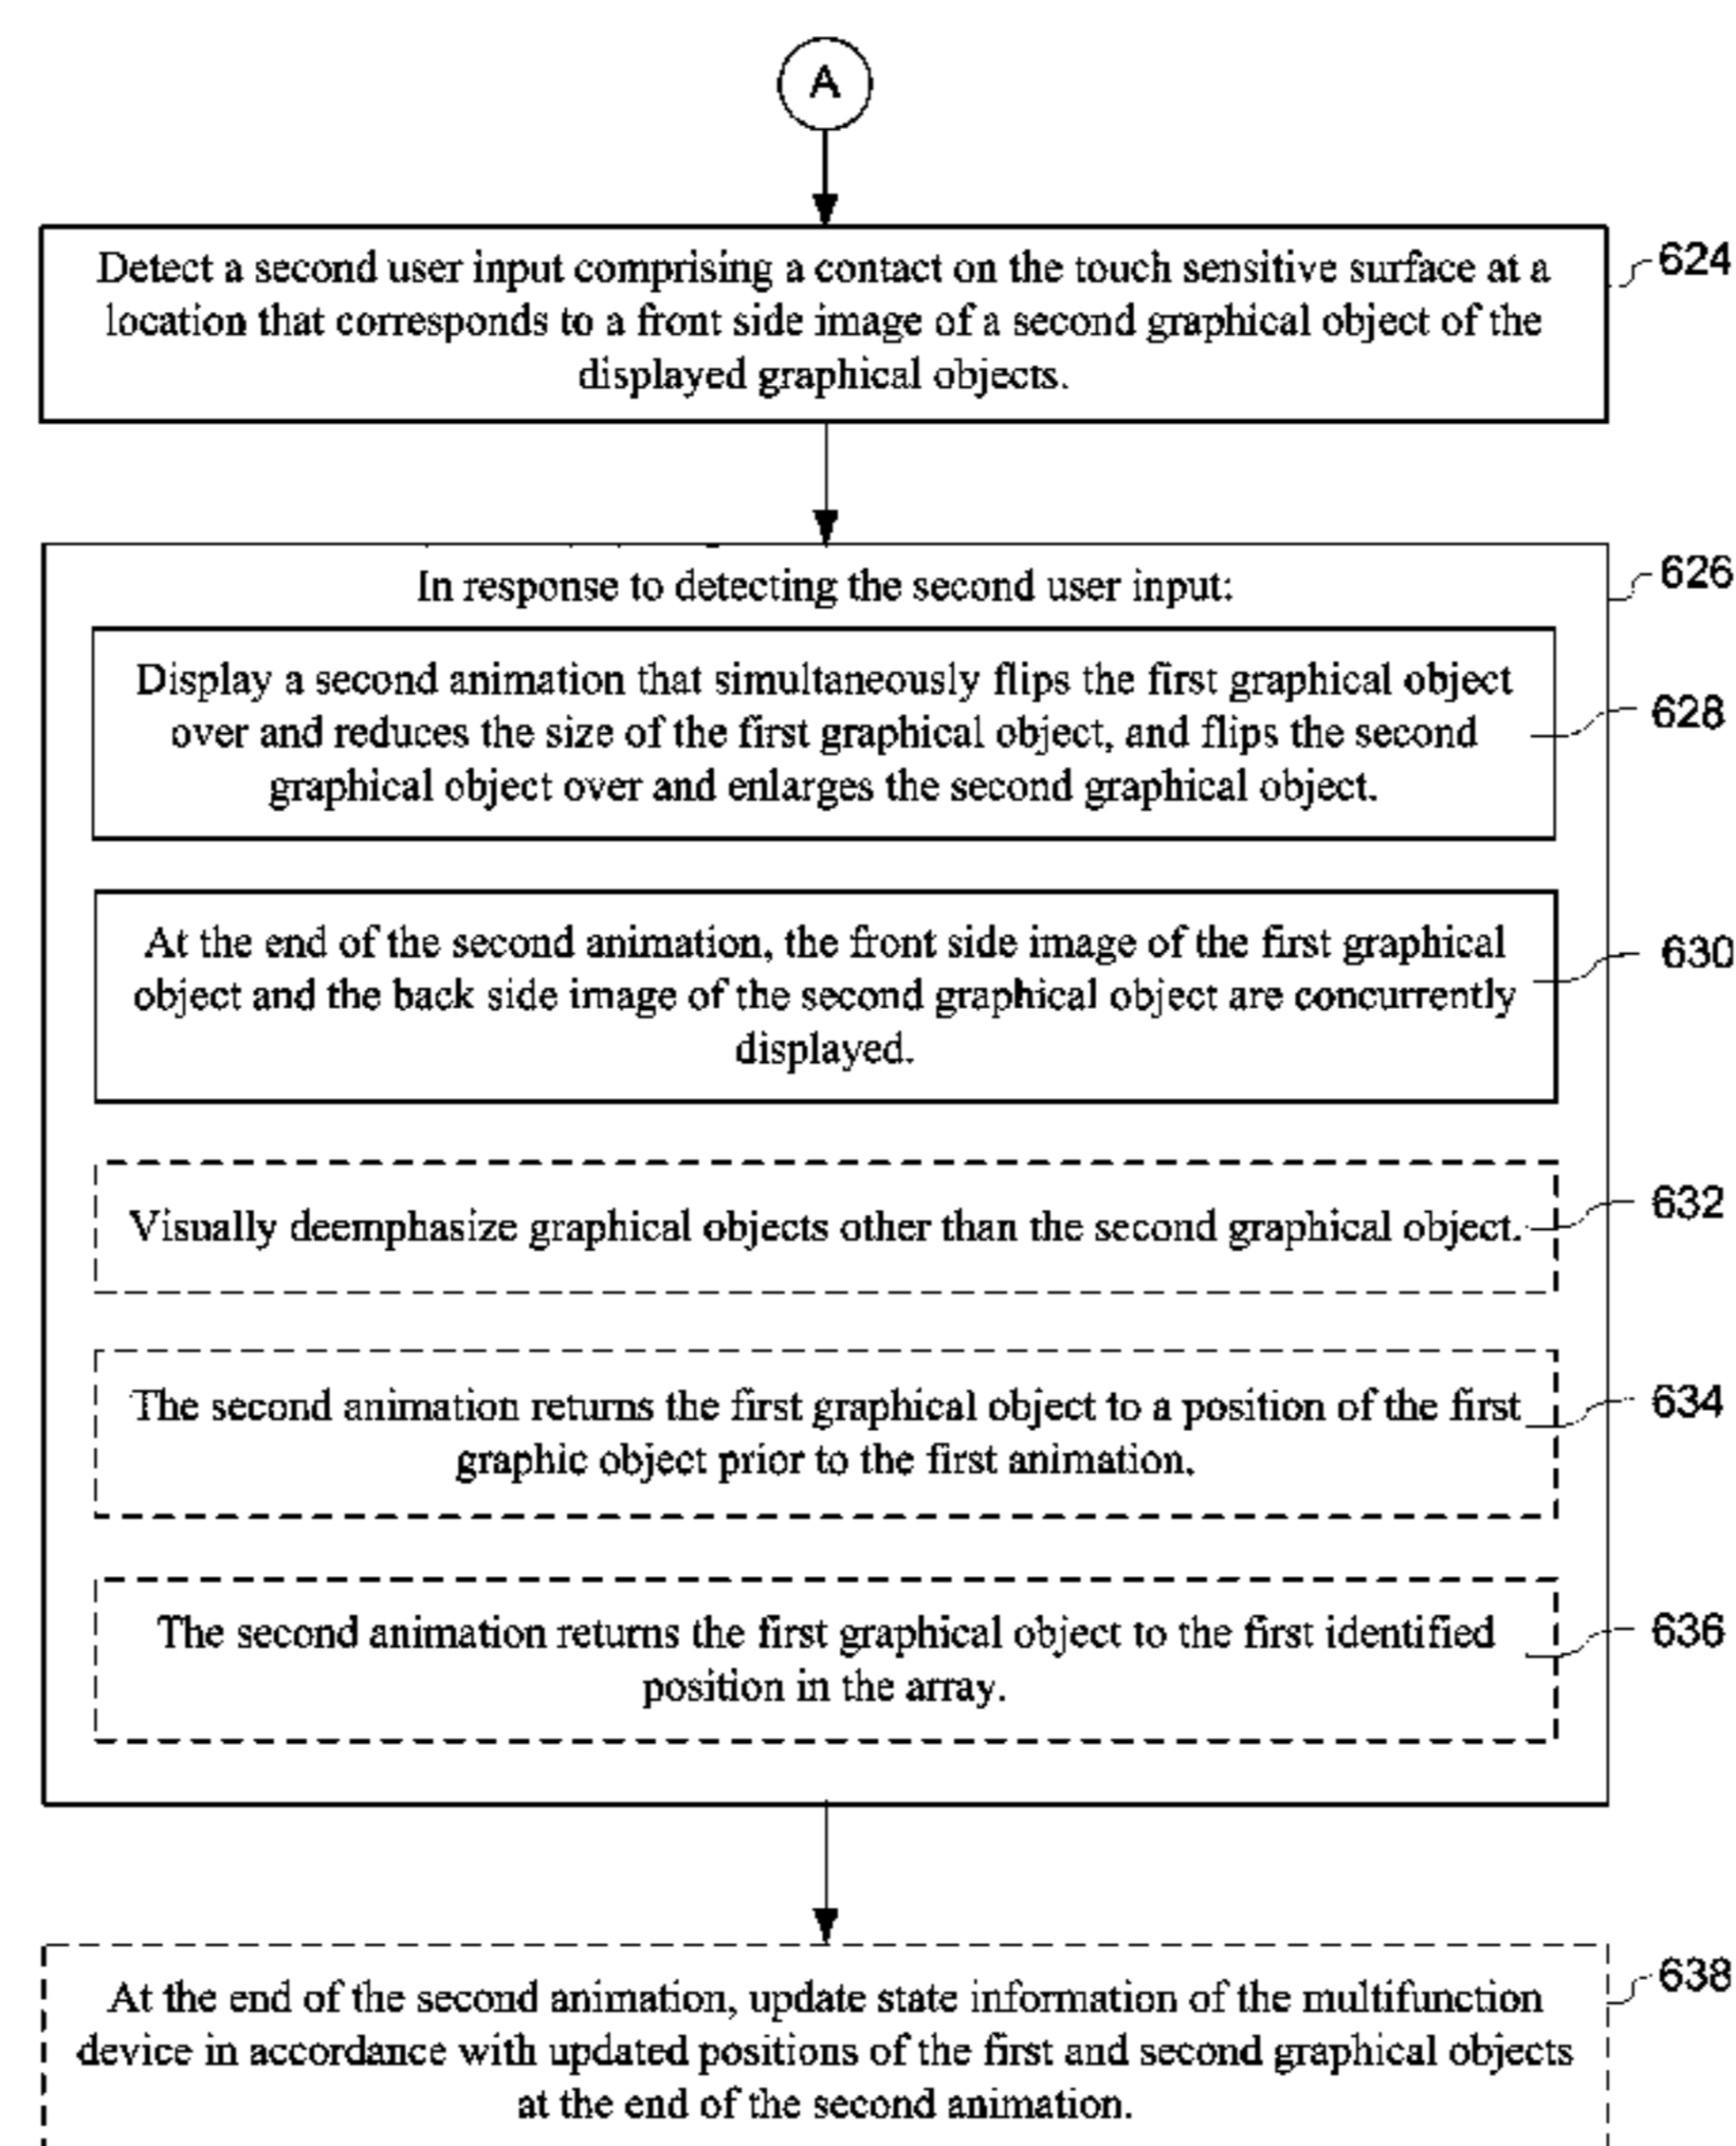 A
Detect a second user input comprising a contact on the touch sensitive surface at a
location that corresponds to a front side image of a second graphical object of the
displayed graphical objects.
624
In response to detecting the second user input:
626
Display a second animation that simultaneously flips the first graphical object
over and reduces the size of the first graphical object, and flips the second
graphical object over and enlarges the second graphical object.
628
At the end of the second animation, the front side image of the first graphical
object and the back side image of the second graphical object are concurrently
displayed.
630
Visually deemphasize graphical objects other than the second graphical object.
632
The second animation returns the first graphical object to a position of the first
graphic object prior to the first animation.
634
The second animation returns the first graphical object to the first identified
position in the array.
636
At the end of the second animation, update state information of the multifunction
device in accordance with updated positions of the first and second graphical objects
at the end of the second animation.
638